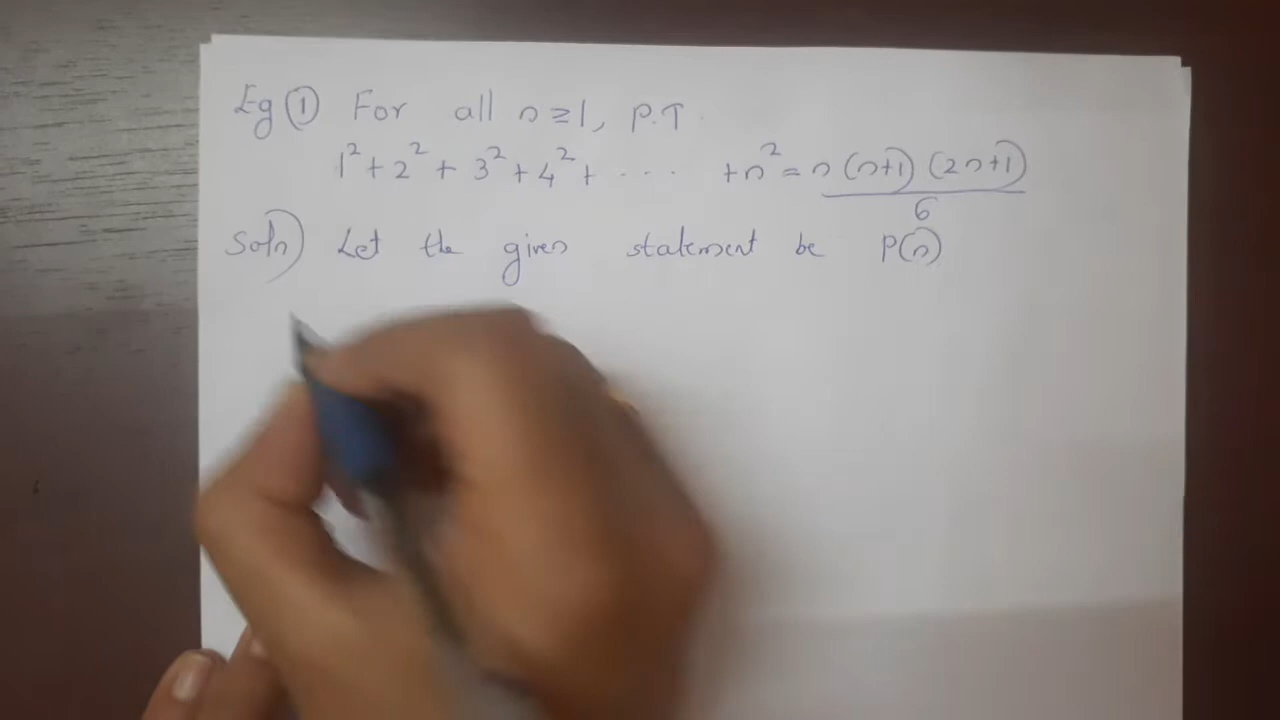 Eg ① For all n ≥ 1, P.T
1² + 2² + 3² + 4² + ... + n² = n(n+1)(2n+1)/6
Soln) Let the given statement be P(n)